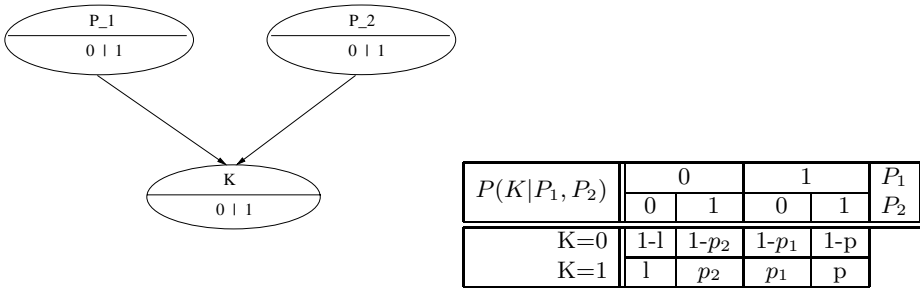 P_1
0 | 1
P_2
0 | 1
K
0 | 1
P(K|P₁, P₂) 0 1 P₁
0 1 0 1 P₂
K=0 1-l 1-p₂ 1-p₁ 1-p
K=1 l p₂ p₁ p